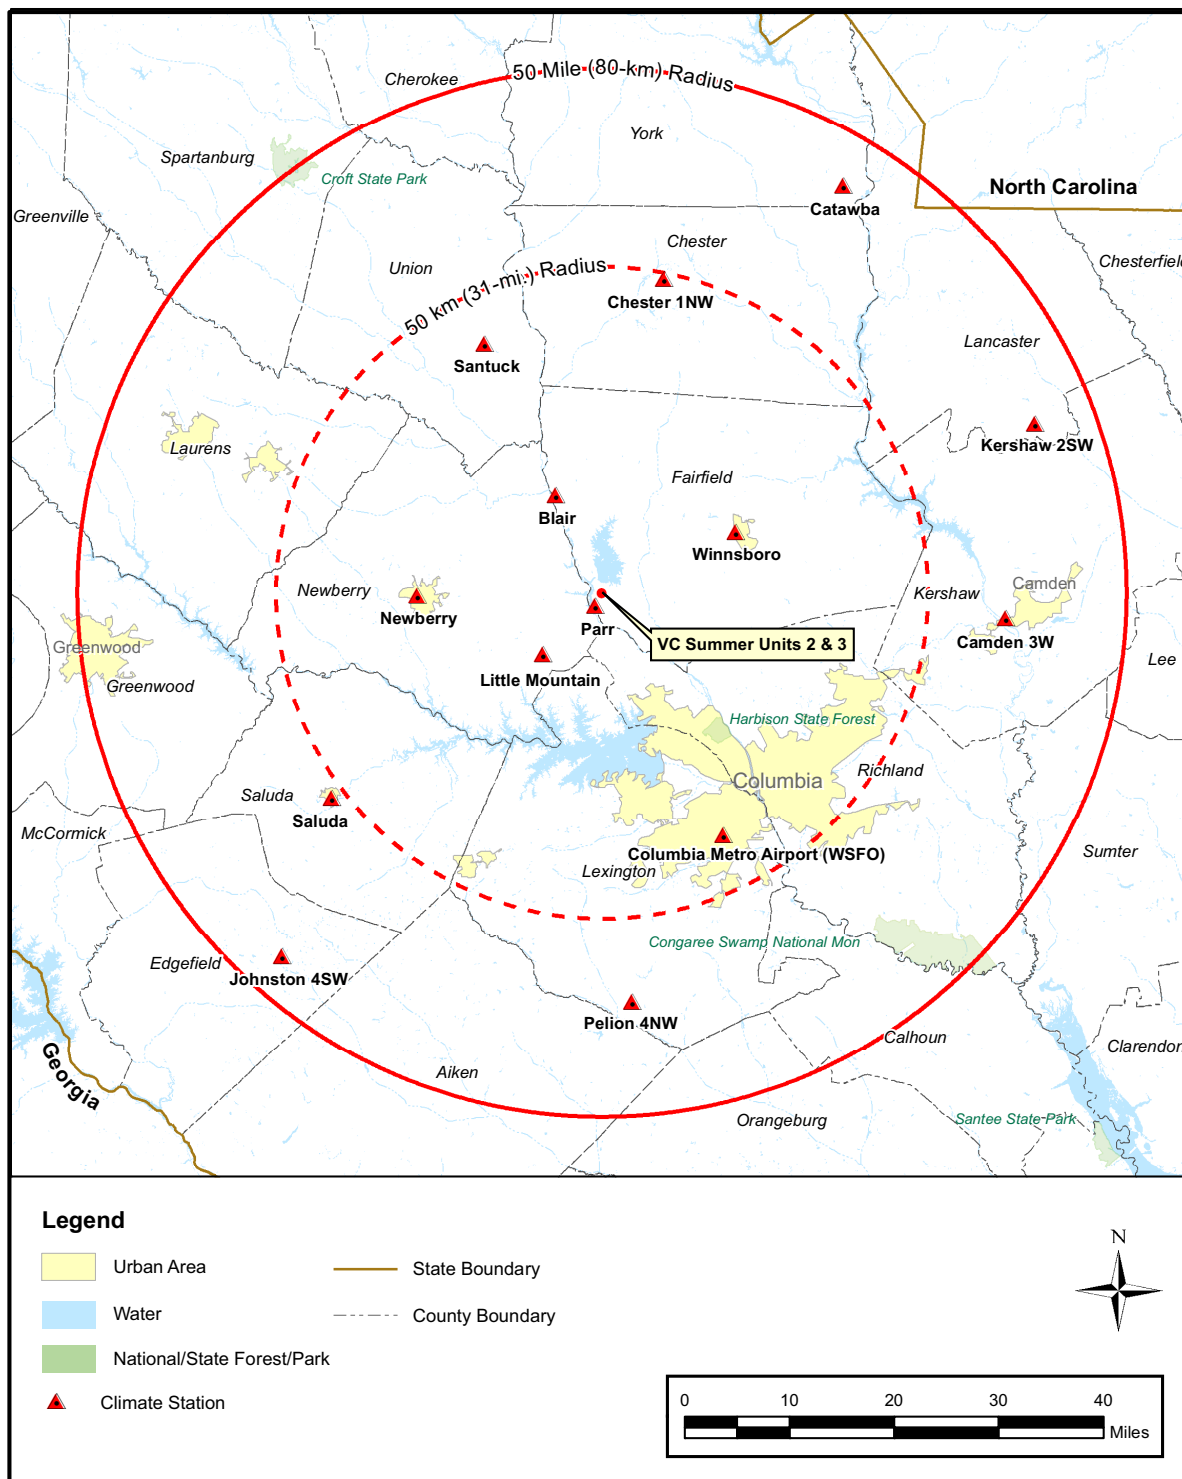 50 Mile (80-km) Radius
Cherokee
York
Spartanburg
Croft State Park
North Carolina
Catawba
Greenville
Chester
Chesterfield
Union
50 km (31-mi.) Radius
Chester 1NW
Lancaster
Santuck
Laurens
Kershaw 2SW
Fairfield
Blair
Winnsboro
Newberry
Camden
Kershaw
Newberry
Parr
Camden 3W
VC Summer Units 2 & 3
Greenwood
Lee
Little Mountain
Greenwood
Harbison State Forest
Richland
Columbia
Saluda
Saluda
McCormick
Columbia Metro Airport (WSFO)
Sumter
Lexington
Congaree Swamp National Mon
Edgefield
Johnston 4SW
Pelion 4NW
Calhoun
Clarendon
Georgia
Aiken
Orangeburg
Santee State Park
Legend
Urban Area
State Boundary
Water
County Boundary
National/State Forest/Park
Climate Station
N
0 10 20 30 40
Miles